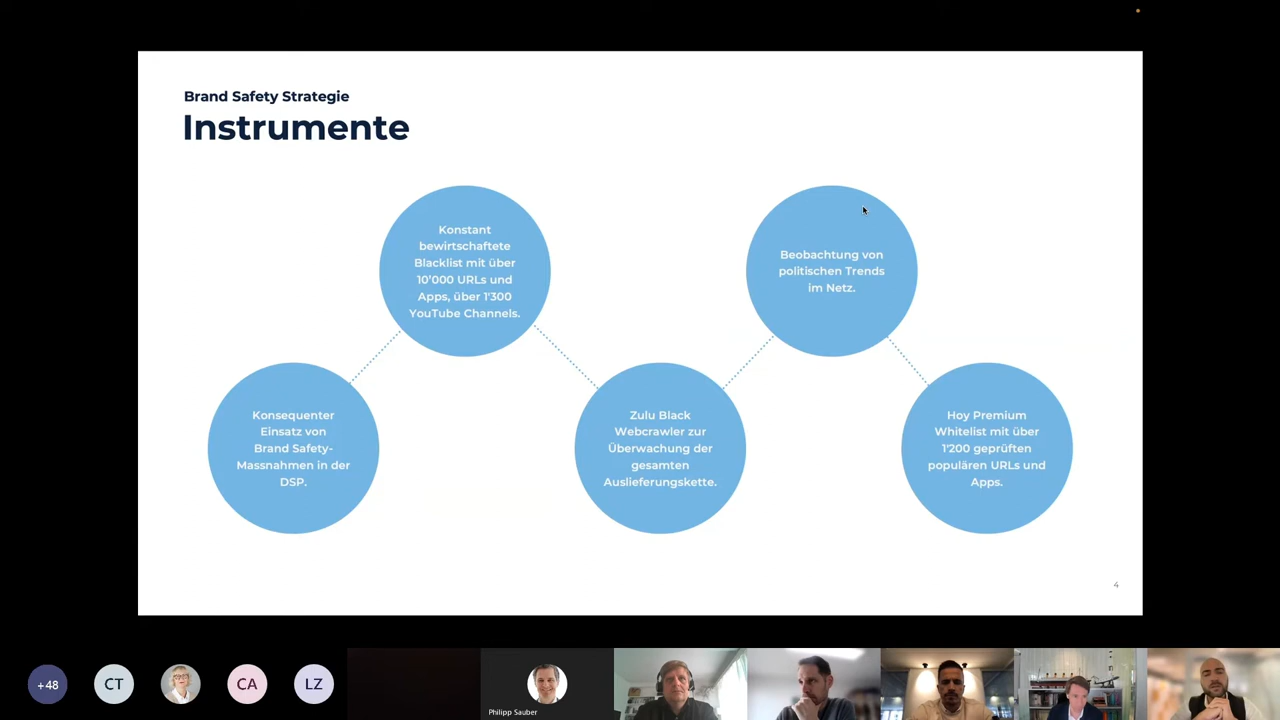 Brand Safety Strategie
Instrumente
Konstant
bewirtschaftete
Blacklist mit über
10’000 URLs und
Apps, über 1'300
YouTube Channels.
Beobachtung von
politischen Trends
im Netz.
Konsequenter
Einsatz von
Brand Safety-
Massnahmen in der
DSP.
Zulu Black
Webcrawler zur
Überwachung der
gesamten
Auslieferungskette.
Hoy Premium
Whitelist mit über
1'200 geprüften
populären URLs und
Apps.
4
+48
CT
CA
LZ
Philipp Sauber